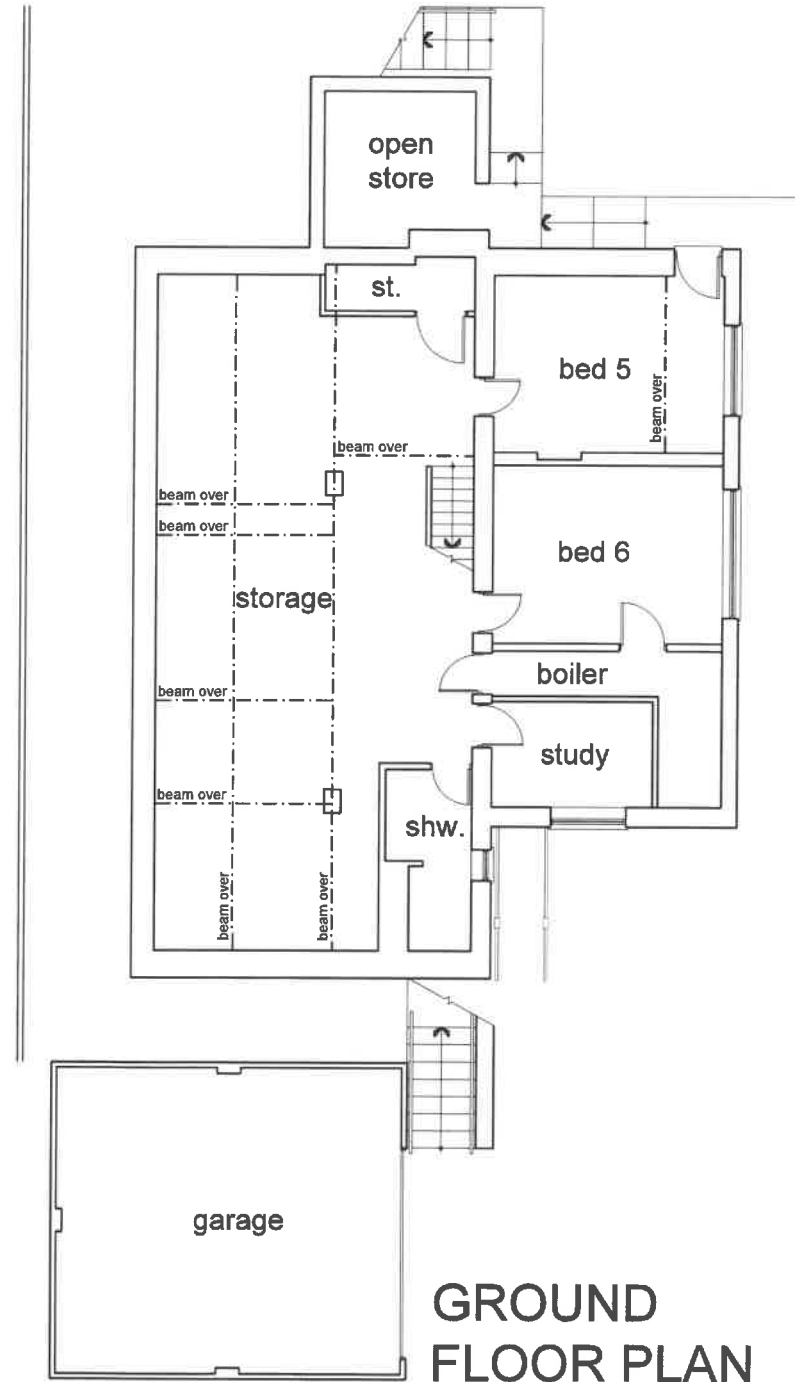 open
store
st.
bed 5
beam over
beam over
beam over
beam over
bed 6
storage
boiler
beam over
study
beam over
shw.
beam over
beam over
garage
GROUND
FLOOR PLAN